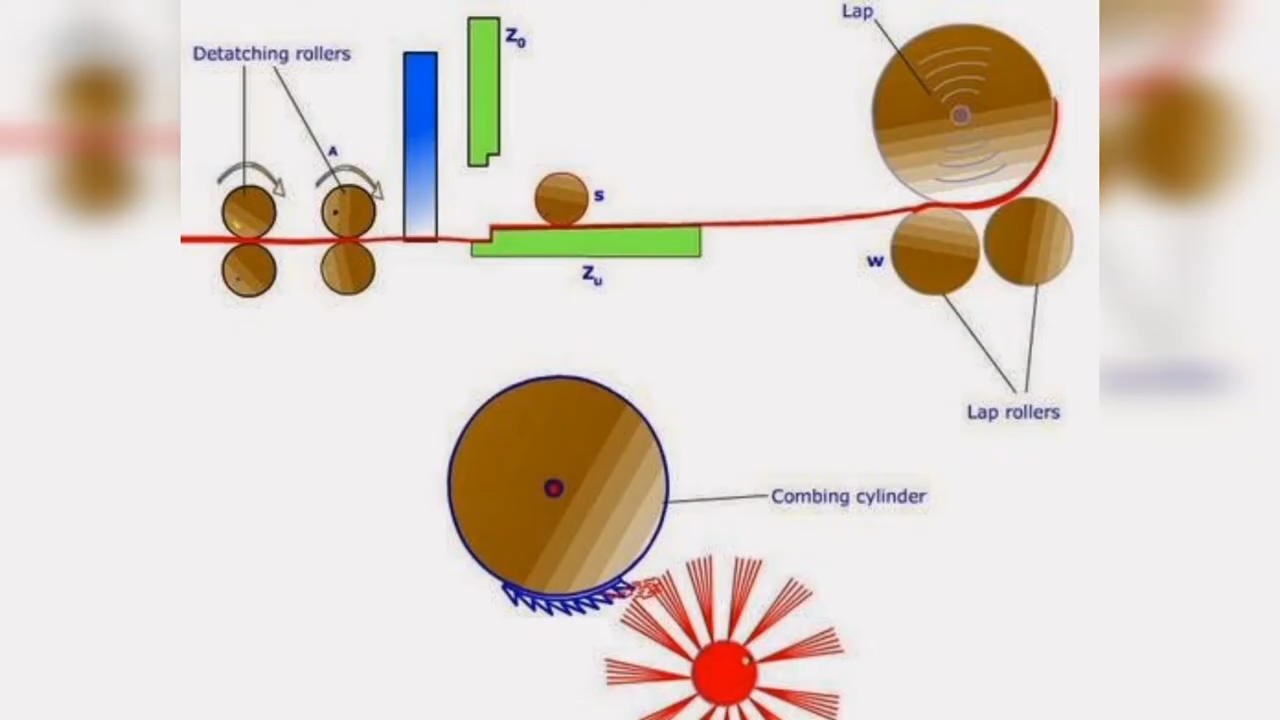 Lap
Z0
Detatching rollers
A
S
Zu
W
Lap rollers
Combing cylinder